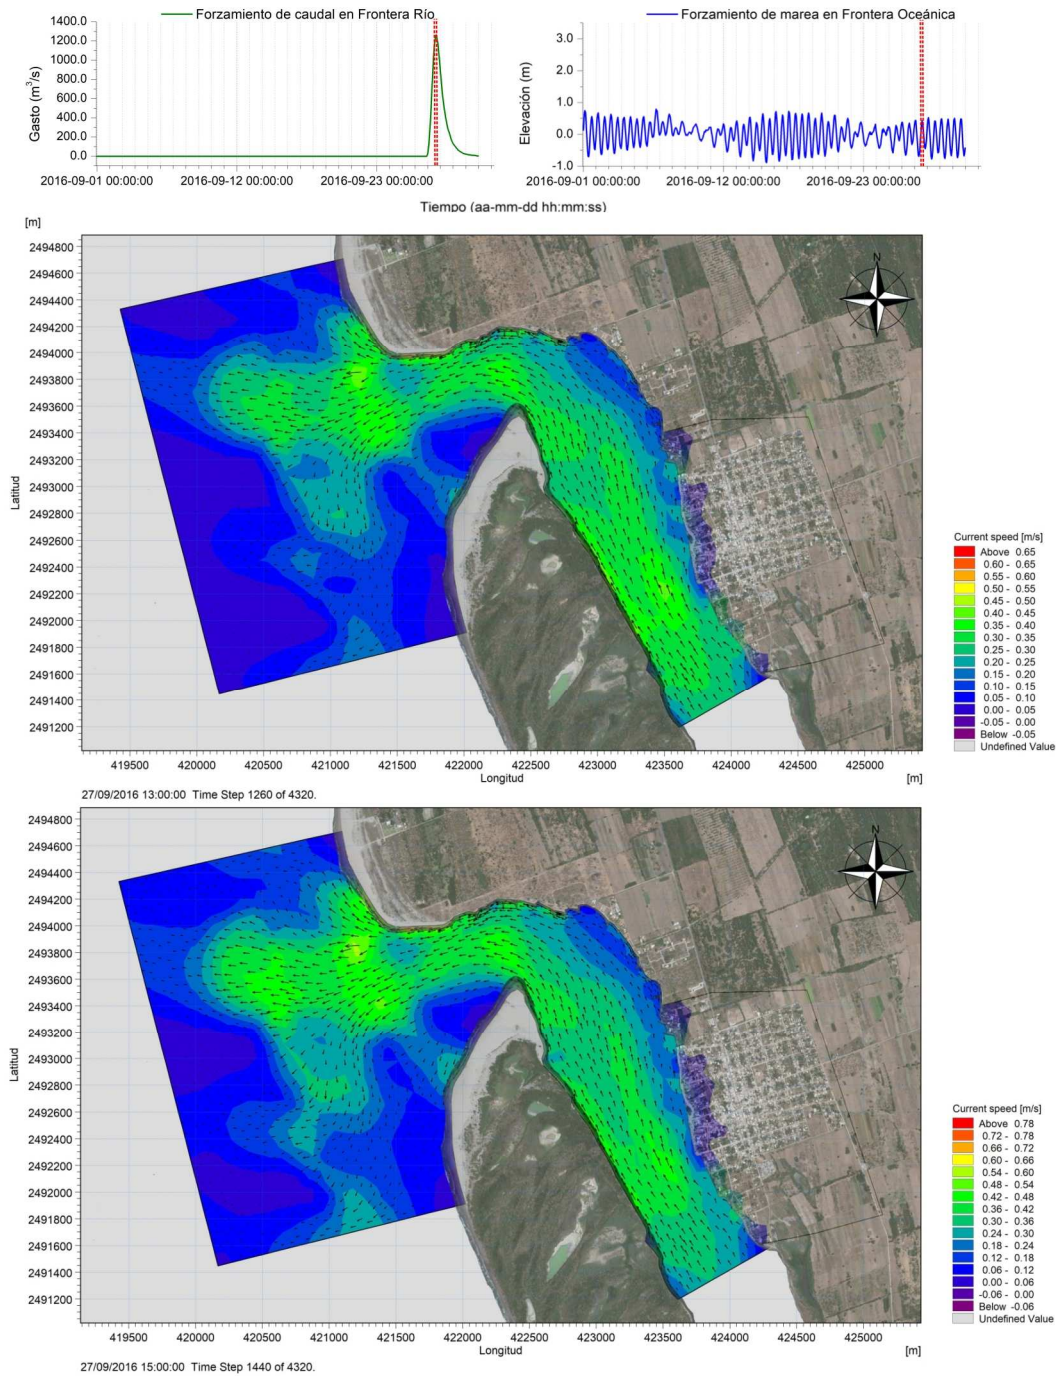 Forzamiento de caudal en Frontera Río
1400.0
1200.0
1000.0
800.0
600.0
400.0
200.0
0.0
Gasto (m³/s)
2016-09-01 00:00:00 2016-09-12 00:00:00 2016-09-23 00:00:00
Forzamiento de marea en Frontera Oceánica
3.0
2.0
1.0
0.0
-1.0
Elevación (m)
2016-09-01 00:00:00 2016-09-12 00:00:00 2016-09-23 00:00:00
Tiempo (aa-mm-dd hh:mm:ss)
[m]
2494800
2494600
2494400
2494200
2494000
2493800
2493600
2493400
2493200
2493000
2492800
2492600
2492400
2492200
2492000
2491800
2491600
2491400
2491200
Latitud
N
419500 420000 420500 421000 421500 422000 422500 423000 423500 424000 424500 425000
Longitud
[m]
Current speed [m/s]
Above 0.65
0.60 - 0.65
0.55 - 0.60
0.50 - 0.55
0.45 - 0.50
0.40 - 0.45
0.35 - 0.40
0.30 - 0.35
0.25 - 0.30
0.20 - 0.25
0.15 - 0.20
0.10 - 0.15
0.05 - 0.10
0.00 - 0.05
-0.05 - 0.00
Below -0.05
Undefined Value
27/09/2016 13:00:00 Time Step 1260 of 4320.
2494800
2494600
2494400
2494200
2494000
2493800
2493600
2493400
2493200
2493000
2492800
2492600
2492400
2492200
2492000
2491800
2491600
2491400
2491200
Latitud
N
419500 420000 420500 421000 421500 422000 422500 423000 423500 424000 424500 425000
Longitud
[m]
Current speed [m/s]
Above 0.78
0.72 - 0.78
0.66 - 0.72
0.60 - 0.66
0.54 - 0.60
0.48 - 0.54
0.42 - 0.48
0.36 - 0.42
0.30 - 0.36
0.24 - 0.30
0.18 - 0.24
0.12 - 0.18
0.06 - 0.12
0.00 - 0.06
-0.06 - 0.00
Below -0.06
Undefined Value
27/09/2016 15:00:00 Time Step 1440 of 4320.